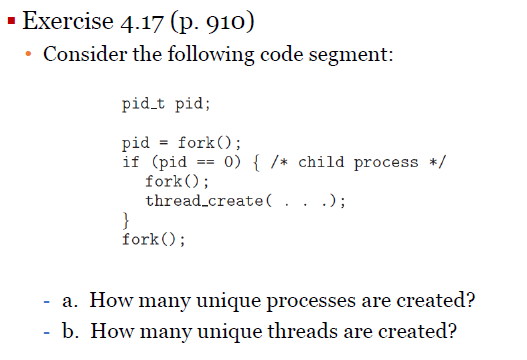 ▪ Exercise 4.17 (p. 910)
• Consider the following code segment:
pid_t pid;
pid = fork();
if (pid == 0) { /* child process */
fork();
thread_create( . . .);
}
fork();
- a. How many unique processes are created?
- b. How many unique threads are created?